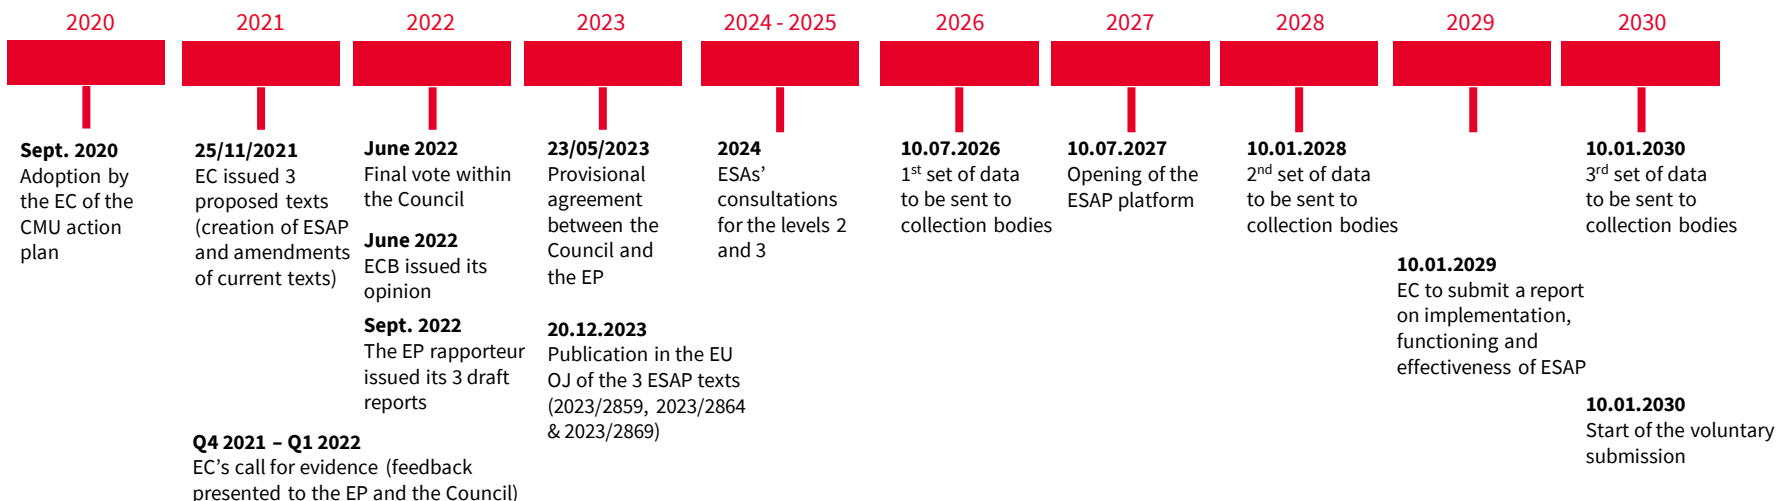 2020
2021
2022
2023
2024 - 2025
2026
2027
2028
2029
2030
Sept. 2020
Adoption by
the EC of the
CMU action
plan
25/11/2021
EC issued 3
proposed texts
(creation of ESAP
and amendments
of current texts)
Q4 2021 – Q1 2022
EC's call for evidence (feedback
presented to the EP and the Council)
June 2022
Final vote within
the Council
June 2022
ECB issued its
opinion
Sept. 2022
The EP rapporteur
issued its 3 draft
reports
23/05/2023
Provisional
agreement
between the
Council and
the EP
20.12.2023
Publication in the EU
OJ of the 3 ESAP texts
(2023/2859, 2023/2864
& 2023/2869)
2024
ESAs'
consultations
for the levels 2
and 3
10.07.2026
1st set of data
to be sent to
collection bodies
10.07.2027
Opening of the
ESAP platform
10.01.2028
2nd set of data
to be sent to
collection bodies
10.01.2029
EC to submit a report
on implementation,
functioning and
effectiveness of ESAP
10.01.2030
3rd set of data
to be sent to
collection bodies
10.01.2030
Start of the voluntary
submission